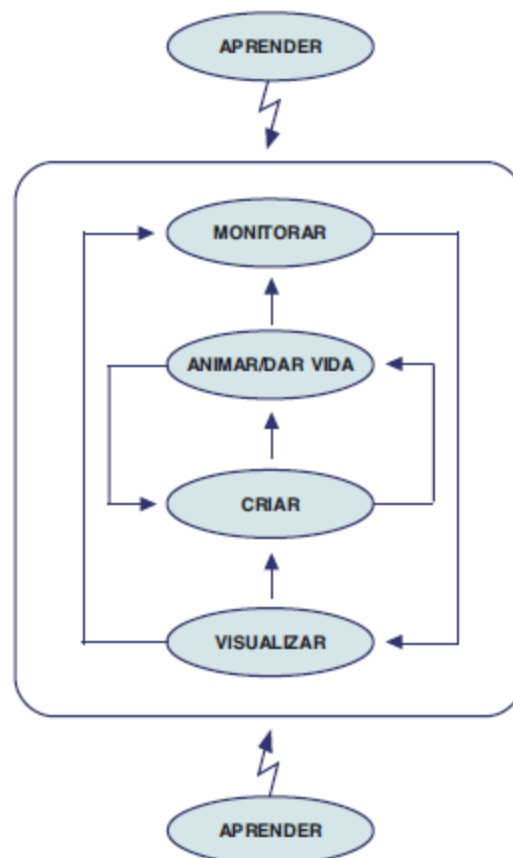 APRENDER
MONITORAR
ANIMAR/DAR VIDA
CRIAR
VISUALIZAR
APRENDER